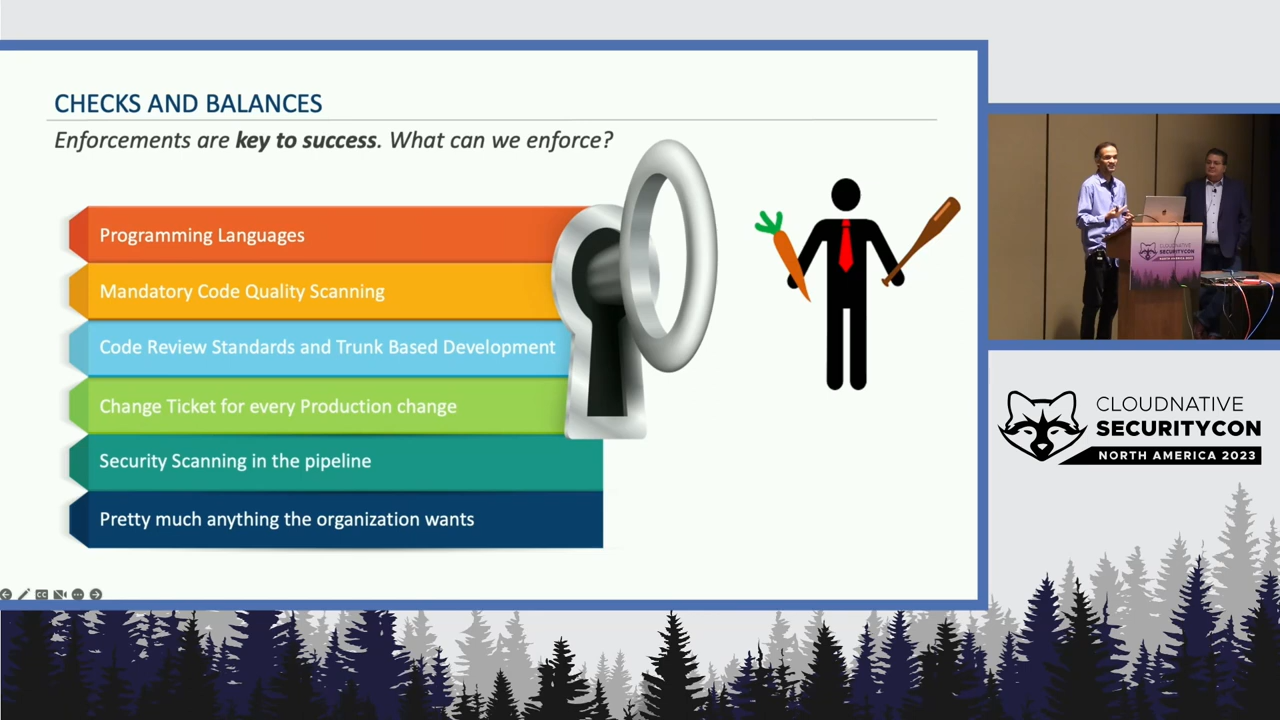 CHECKS AND BALANCES
Enforcements are key to success. What can we enforce?
Programming Languages
Mandatory Code Quality Scanning
Code Review Standards and Trunk Based Development
Change Ticket for every Production change
Security Scanning in the pipeline
Pretty much anything the organization wants
CLOUDNATIVE
SECURITYCON
NORTH AMERICA 2023
SECURITYCON